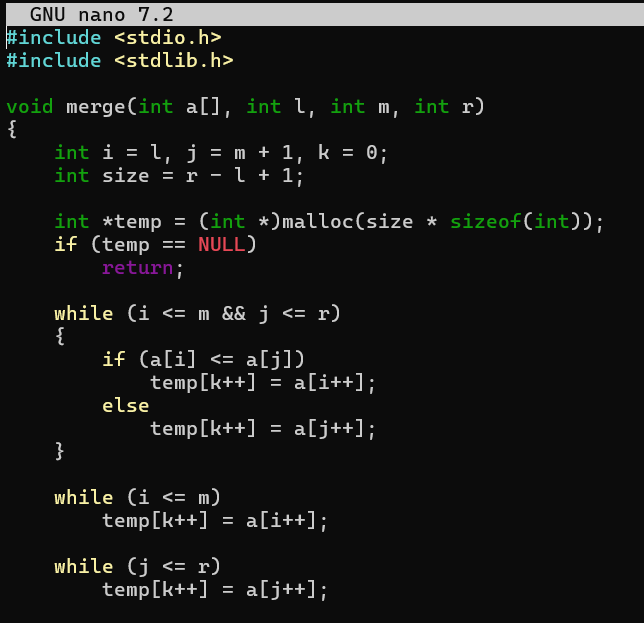 GNU nano 7.2
#include <stdio.h>
#include <stdlib.h>
void merge(int a[], int l, int m, int r)
{
int i = l, j = m + 1, k = 0;
int size = r - l + 1;
int *temp = (int *)malloc(size * sizeof(int));
if (temp == NULL)
return;
while (i <= m && j <= r)
{
if (a[i] <= a[j])
temp[k++] = a[i++];
else
temp[k++] = a[j++];
}
while (i <= m)
temp[k++] = a[i++];
while (j <= r)
temp[k++] = a[j++];